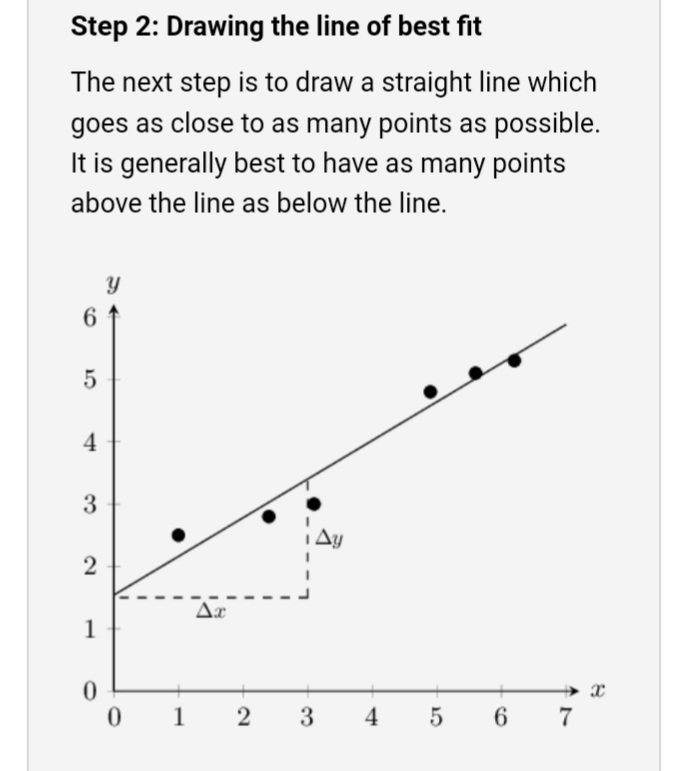 Step 2: Drawing the line of best fit
The next step is to draw a straight line which
goes as close to as many points as possible.
It is generally best to have as many points
above the line as below the line.
y
6
5
4
3
2
1
0
Δy
Δx
x
0 1 2 3 4 5 6 7